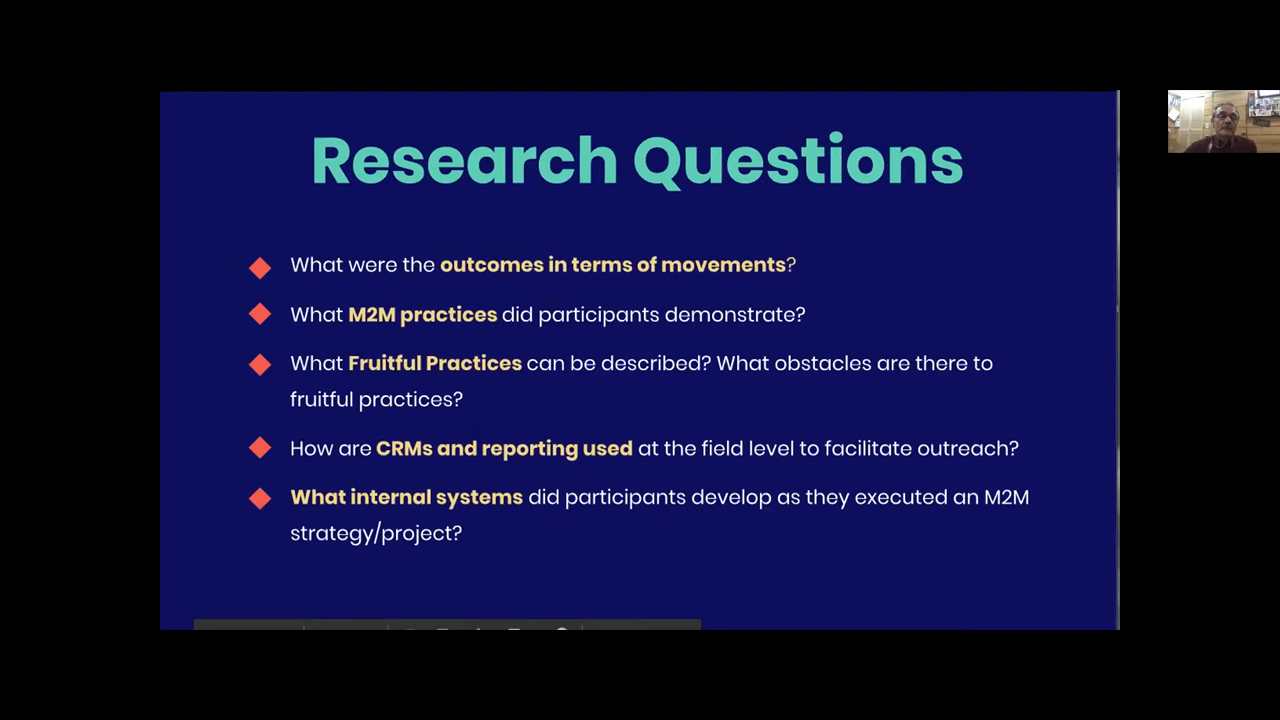 Research Questions
What were the outcomes in terms of movements?
What M2M practices did participants demonstrate?
What Fruitful Practices can be described? What obstacles are there to
fruitful practices?
How are CRMs and reporting used at the field level to facilitate outreach?
What internal systems did participants develop as they executed an M2M
strategy/project?